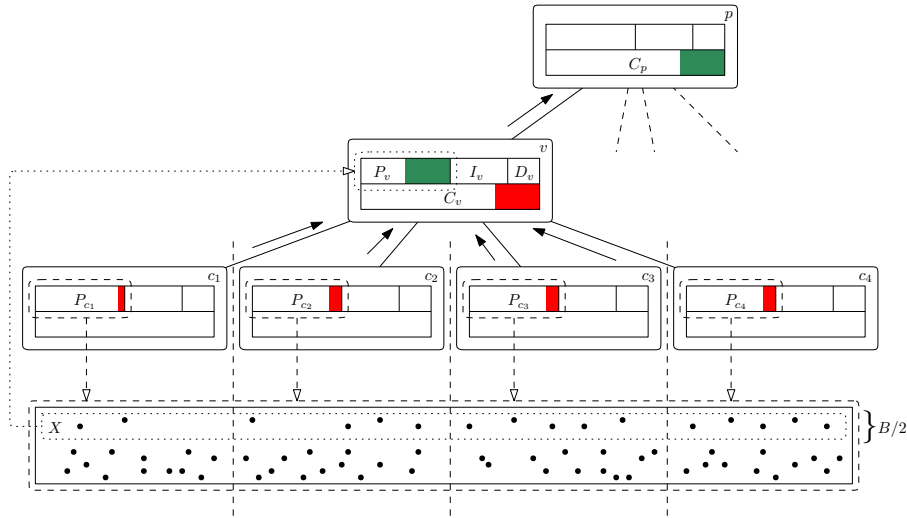 p
C_p
v
P_v I_v D_v
C_v
c_1 c_2 c_3 c_4
P_{c_1} P_{c_2} P_{c_3} P_{c_4}
X
B/2